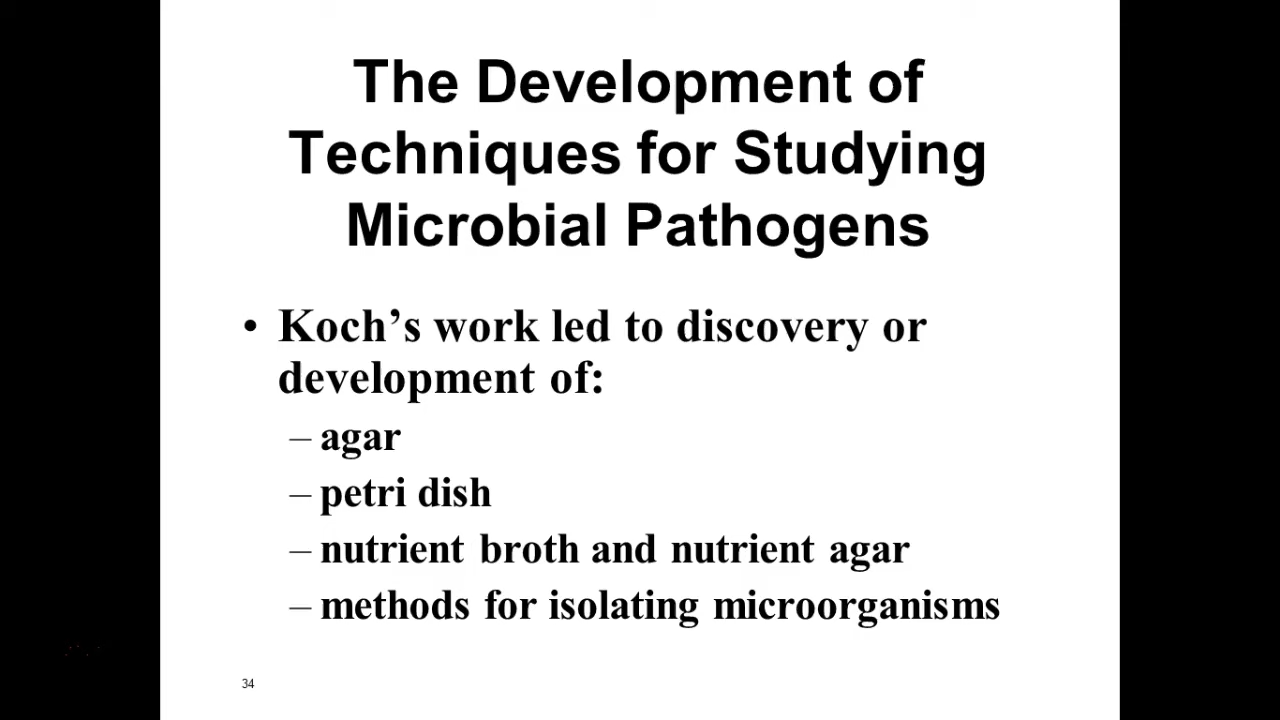 The Development of
Techniques for Studying
Microbial Pathogens
• Koch’s work led to discovery or
development of:
– agar
– petri dish
– nutrient broth and nutrient agar
– methods for isolating microorganisms
34